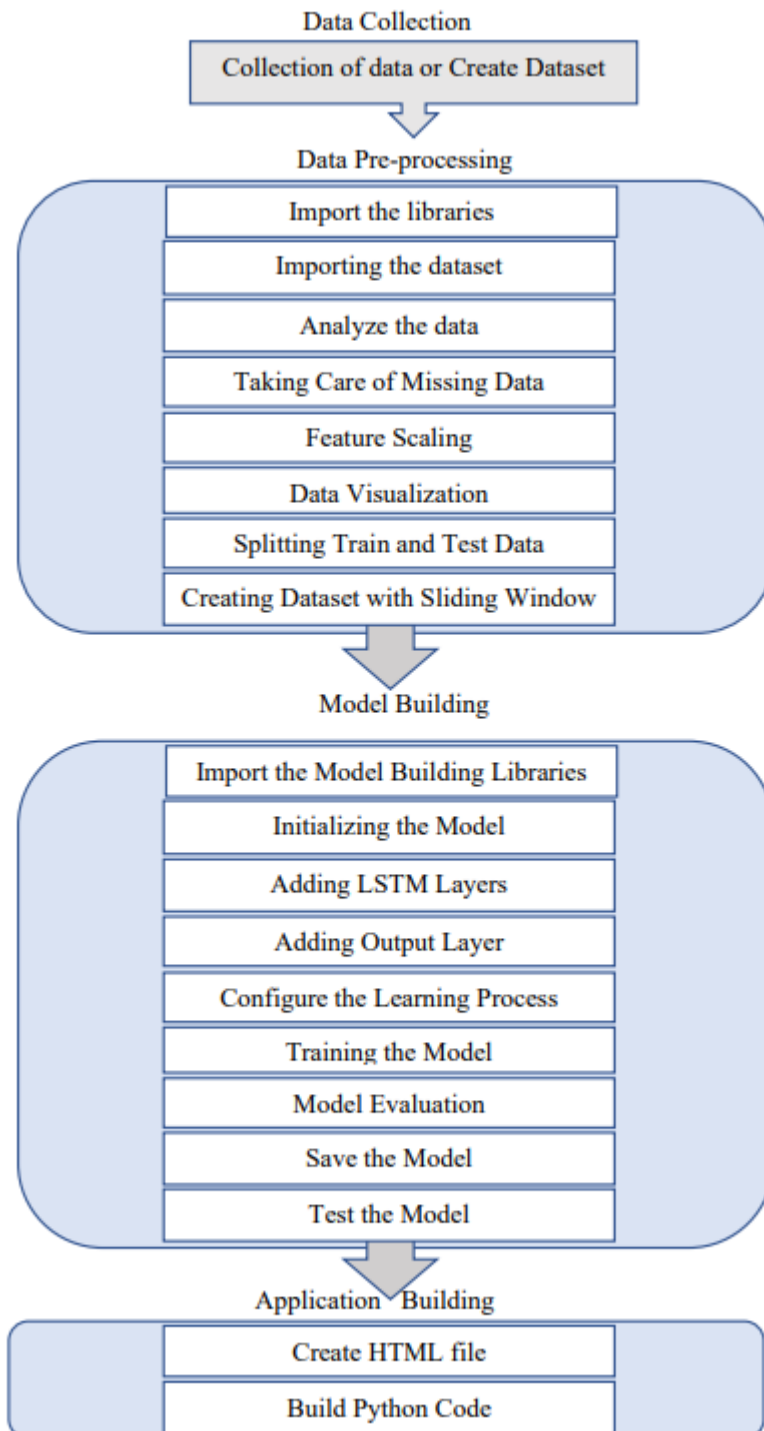 Data Collection
Collection of data or Create Dataset
Data Pre-processing
Import the libraries
Importing the dataset
Analyze the data
Taking Care of Missing Data
Feature Scaling
Data Visualization
Splitting Train and Test Data
Creating Dataset with Sliding Window
Model Building
Import the Model Building Libraries
Initializing the Model
Adding LSTM Layers
Adding Output Layer
Configure the Learning Process
Training the Model
Model Evaluation
Save the Model
Test the Model
Application Building
Create HTML file
Build Python Code